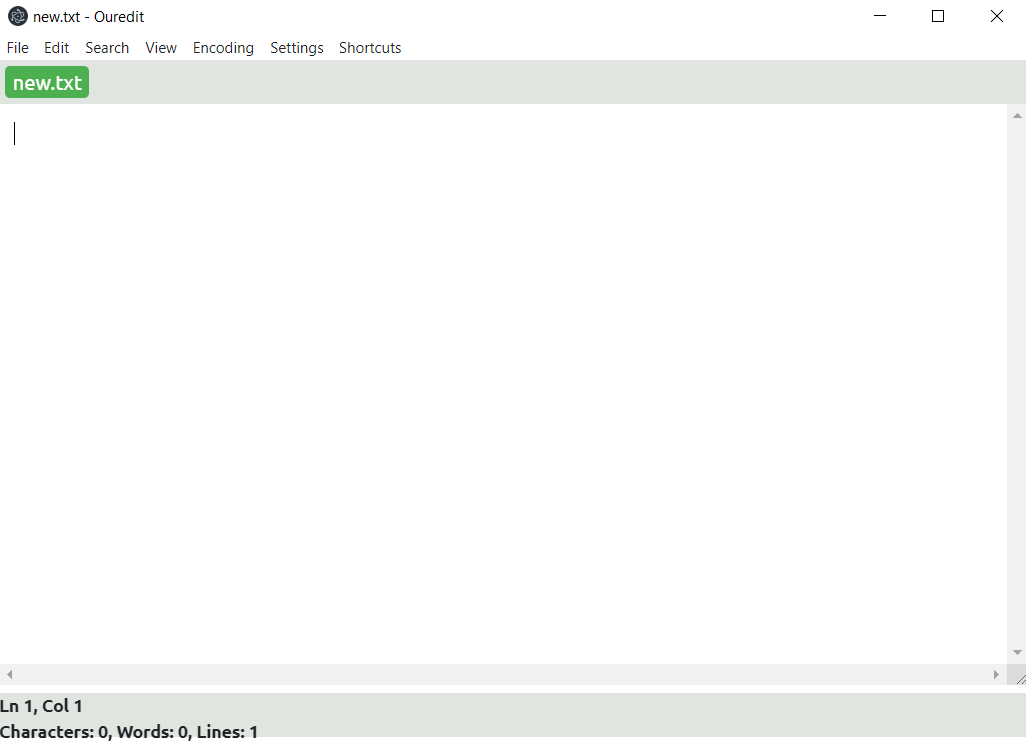 new.txt - Ouredit
File Edit Search View Encoding Settings Shortcuts
new.txt
Ln 1, Col 1
Characters: 0, Words: 0, Lines: 1